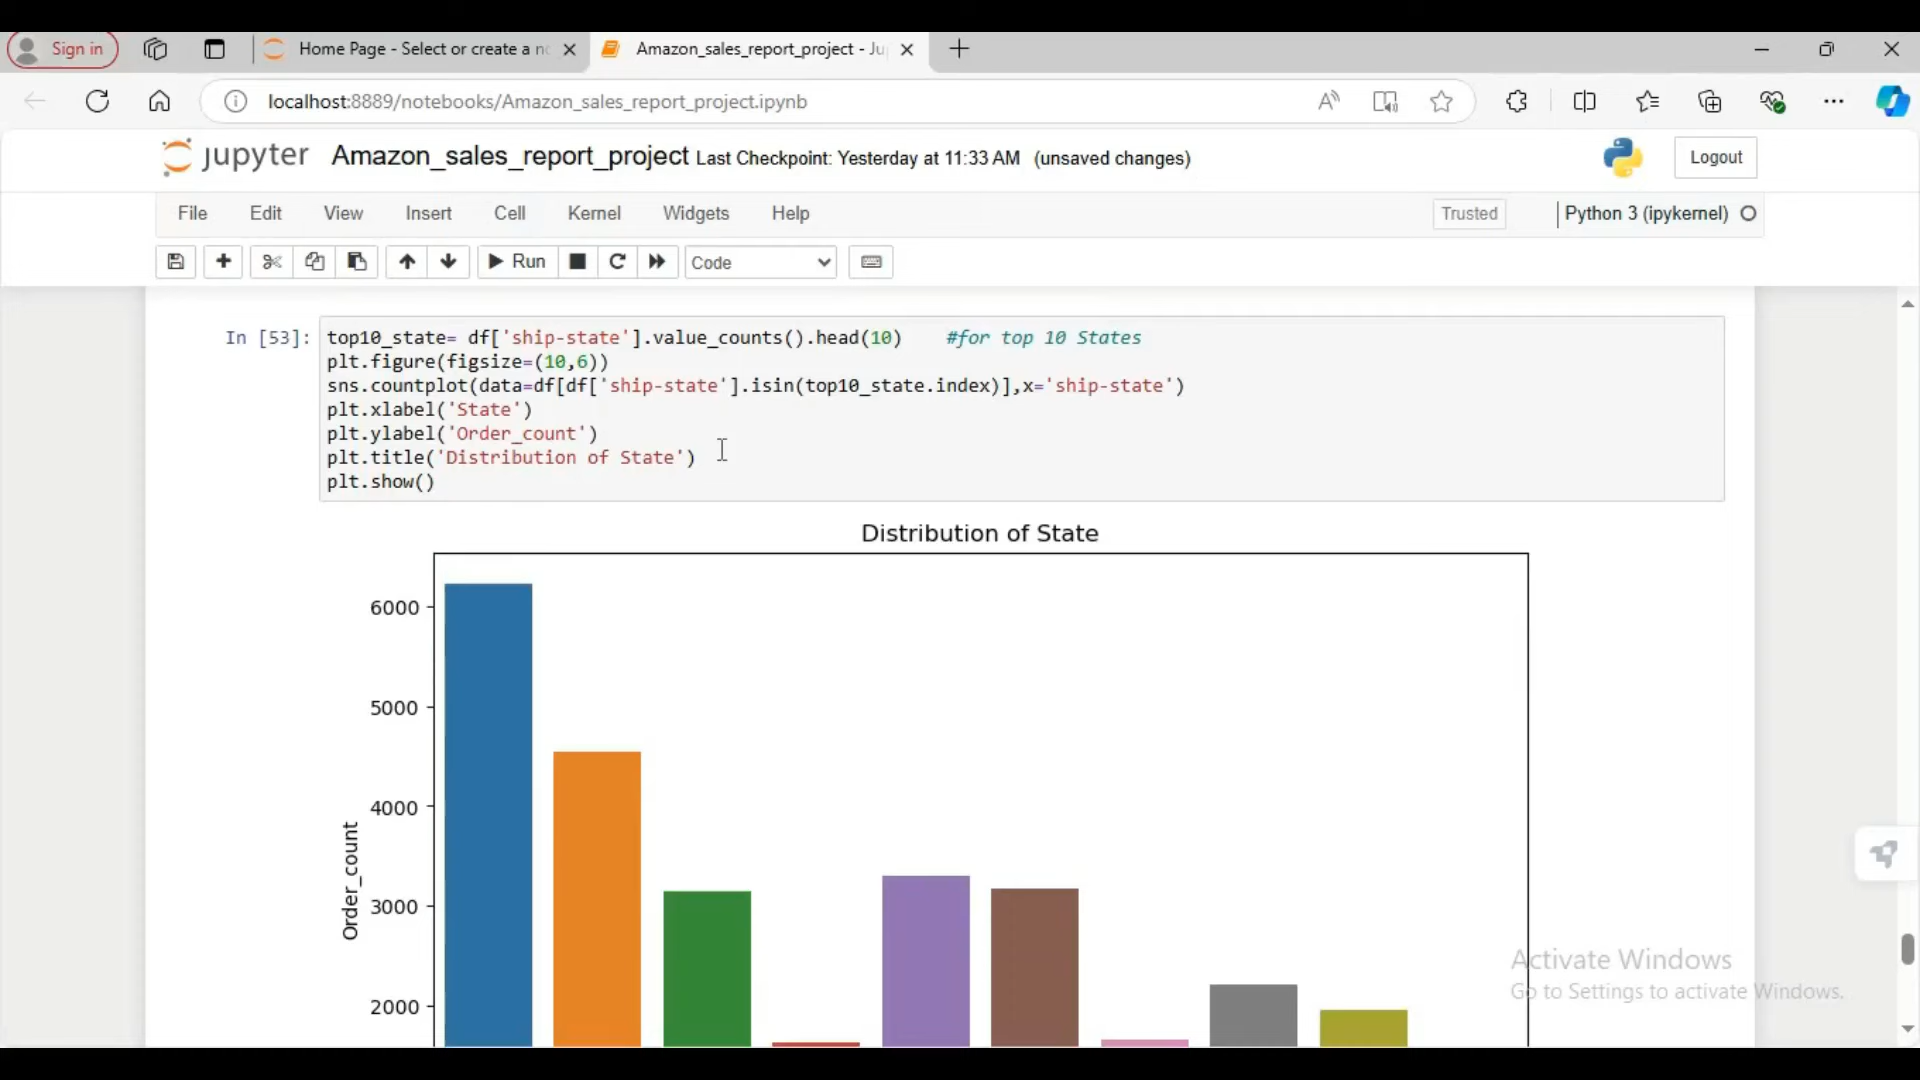 Sign in
Home Page - Select or create a n
Amazon_sales_report_project - Ju
localhost:8889/notebooks/Amazon_sales_report_project.ipynb
jupyter Amazon_sales_report_project Last Checkpoint: Yesterday at 11:33 AM (unsaved changes)
Logout
File Edit View Insert Cell Kernel Widgets Help
Trusted
Python 3 (ipykernel)
Run
Code
In [53]:
top10_state= df['ship-state'].value_counts().head(10)    #for top 10 States
plt.figure(figsize=(10,6))
sns.countplot(data=df[df['ship-state'].isin(top10_state.index)],x='ship-state')
plt.xlabel('State')
plt.ylabel('Order_count')
plt.title('Distribution of State')
plt.show()
Distribution of State
6000
5000
4000
3000
2000
Order_count
Activate Windows
Go to Settings to activate Windows.